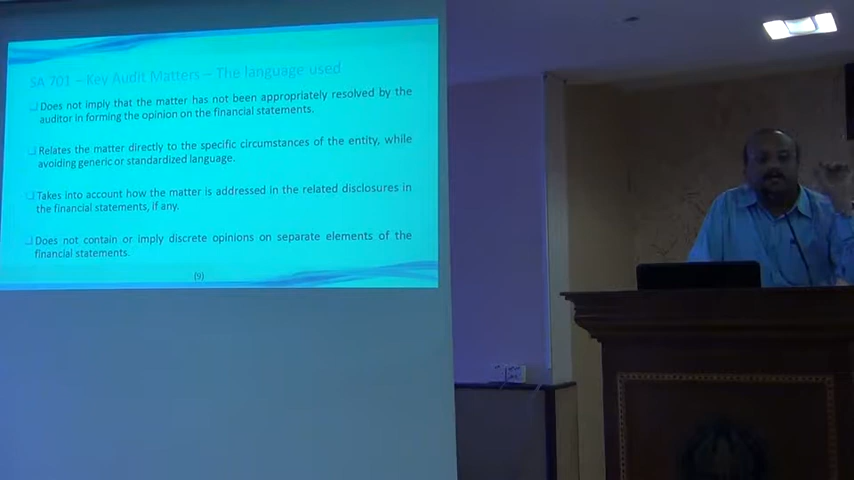 SA 701 – Key Audit Matters – The language used
Does not imply that the matter has not been appropriately resolved by the
auditor in forming the opinion on the financial statements.
Relates the matter directly to the specific circumstances of the entity, while
avoiding generic or standardized language.
Takes into account how the matter is addressed in the related disclosures in
the financial statements, if any.
Does not contain or imply discrete opinions on separate elements of the
financial statements.
(9)